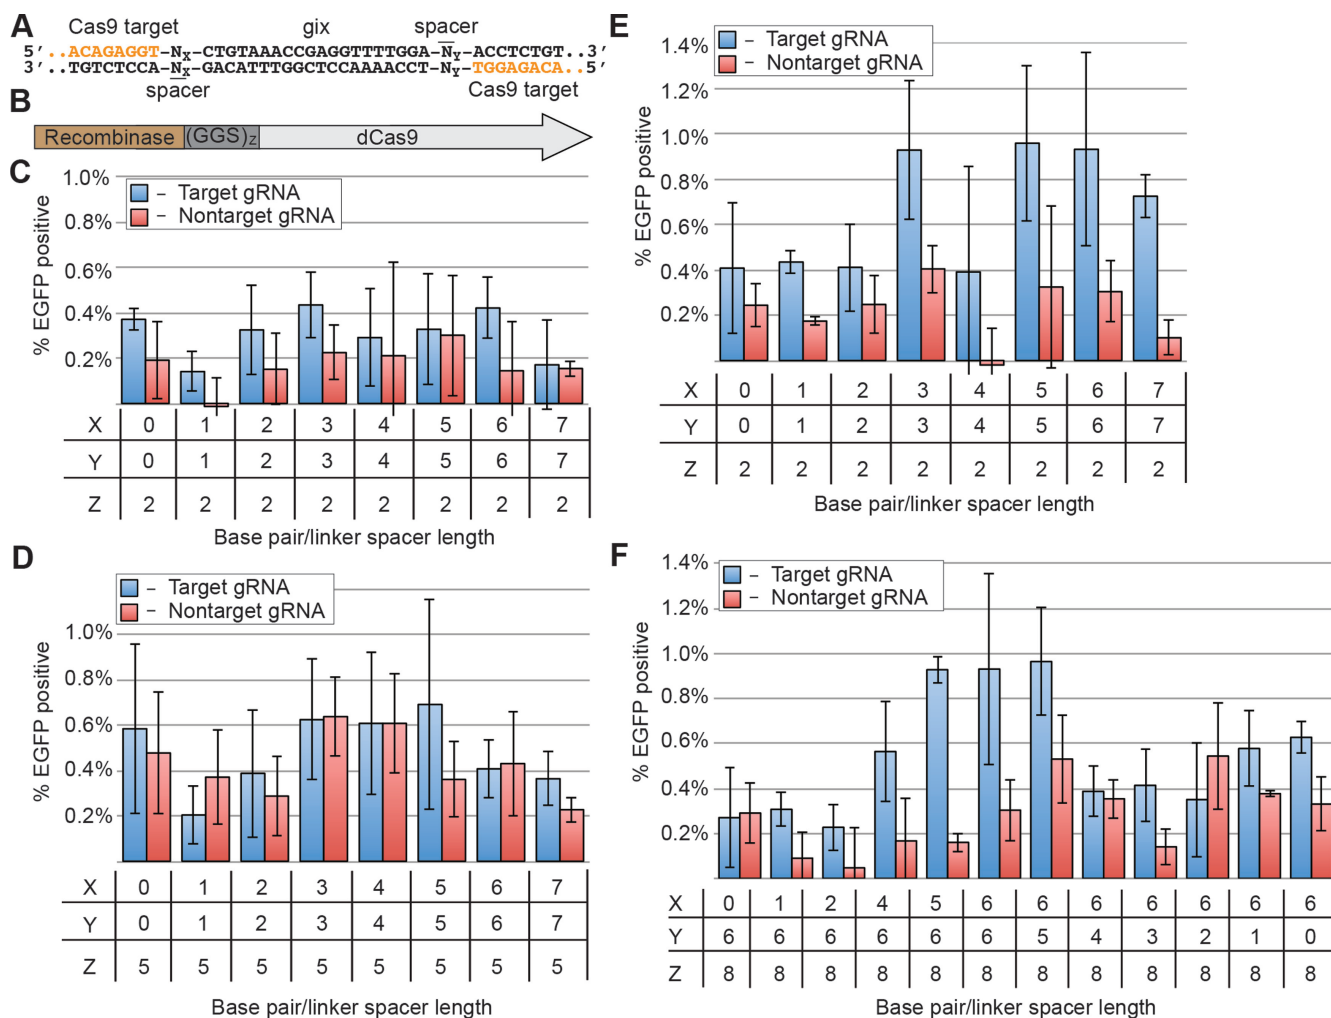 A
Cas9 target gix spacer
5′..ACAGAGGT-NX-CTGTAAACCGAGGTTTTGGA-NY-ACCTCTGT..3′
3′..TGTCTCCA-NX-GACATTTGGCTCCAAAACCT-NY-TGGAGACA..5′
spacer Cas9 target
B
Recombinase (GGS)Z dCas9
C
1.0%
0.8%
0.6%
0.4%
0.2%
% EGFP positive
– Target gRNA
– Nontarget gRNA
X 0 1 2 3 4 5 6 7
Y 0 1 2 3 4 5 6 7
Z 2 2 2 2 2 2 2 2
Base pair/linker spacer length
D
1.0%
0.8%
0.6%
0.4%
0.2%
% EGFP positive
– Target gRNA
– Nontarget gRNA
X 0 1 2 3 4 5 6 7
Y 0 1 2 3 4 5 6 7
Z 5 5 5 5 5 5 5 5
Base pair/linker spacer length
E
1.4%
1.2%
1.0%
0.8%
0.6%
0.4%
0.2%
% EGFP positive
– Target gRNA
– Nontarget gRNA
X 0 1 2 3 4 5 6 7
Y 0 1 2 3 4 5 6 7
Z 2 2 2 2 2 2 2 2
Base pair/linker spacer length
F
1.4%
1.2%
1.0%
0.8%
0.6%
0.4%
0.2%
% EGFP positive
– Target gRNA
– Nontarget gRNA
X 0 1 2 4 5 6 6 6 6 6 6 6
Y 6 6 6 6 6 6 5 4 3 2 1 0
Z 8 8 8 8 8 8 8 8 8 8 8 8
Base pair/linker spacer length